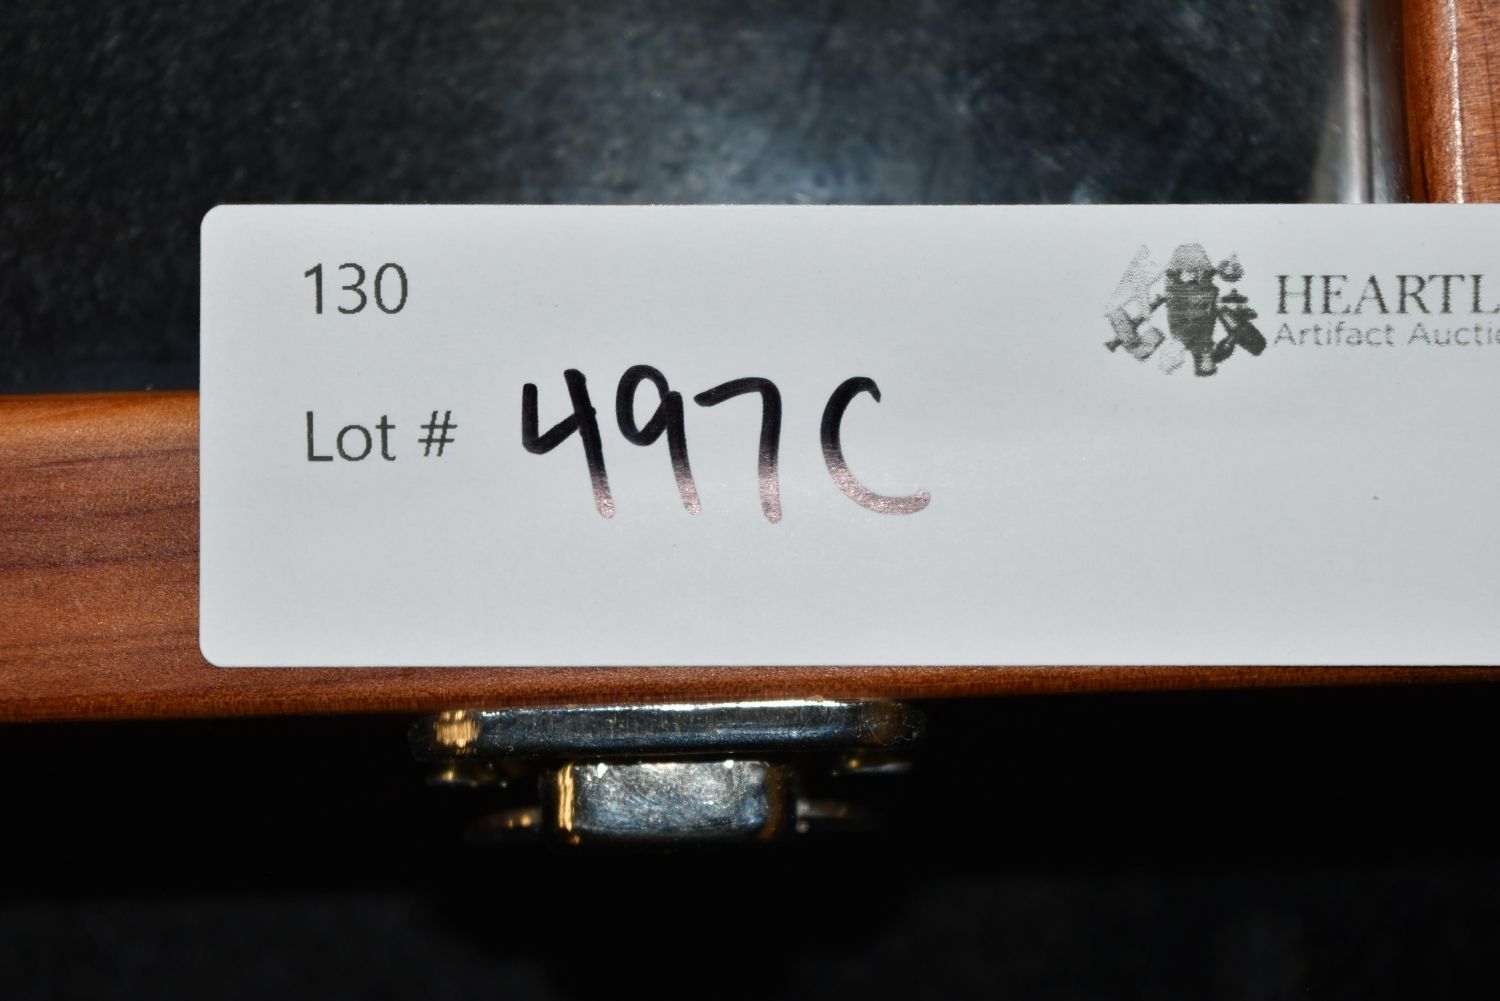 130
HEARTL
Artifact Auctio
Lot # 497C